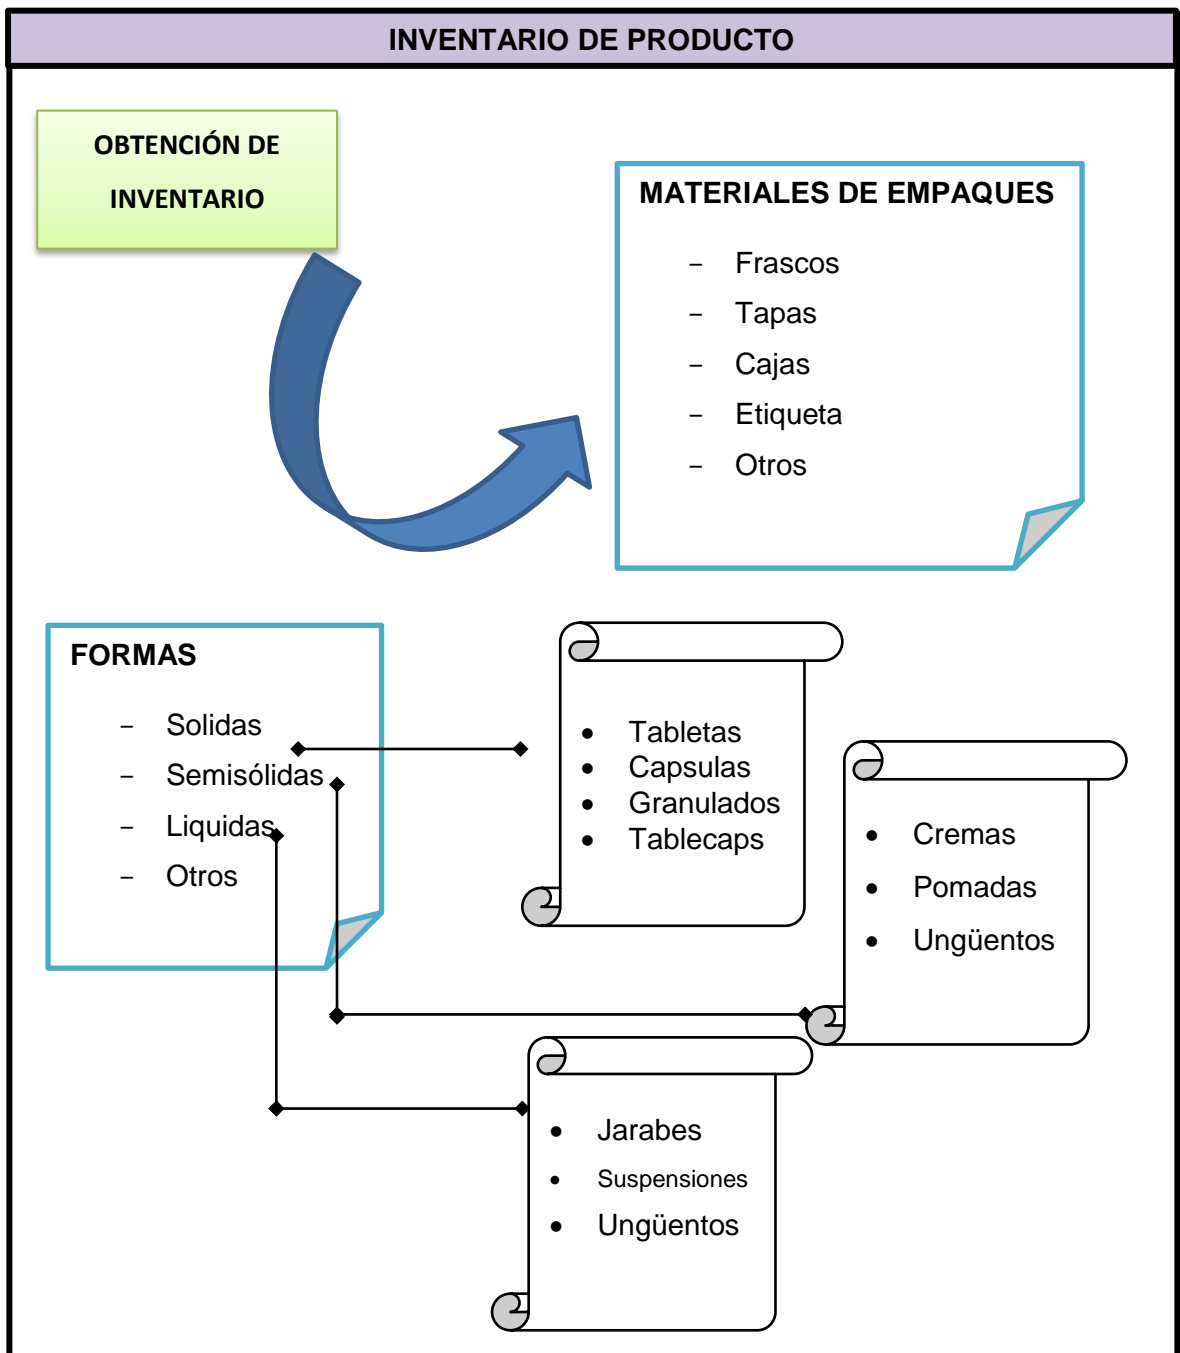 INVENTARIO DE PRODUCTO
OBTENCIÓN DE
INVENTARIO
MATERIALES DE EMPAQUES
- Frascos
- Tapas
- Cajas
- Etiqueta
- Otros
FORMAS
- Solidas
- Semisólidas
- Liquidas
- Otros
• Tabletas
• Capsulas
• Granulados
• Tablecaps
• Cremas
• Pomadas
• Ungüentos
• Jarabes
• Suspensiones
• Ungüentos